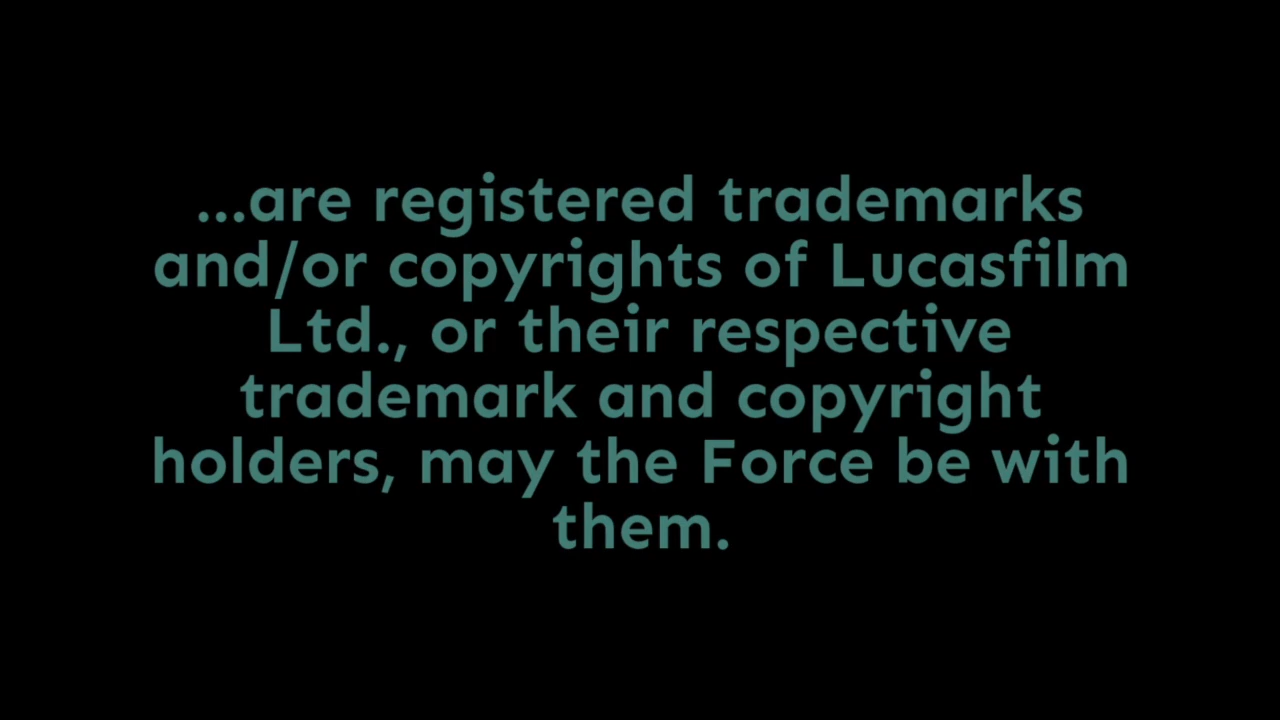 ...are registered trademarks
and/or copyrights of Lucasfilm
Ltd., or their respective
trademark and copyright
holders, may the Force be with
them.